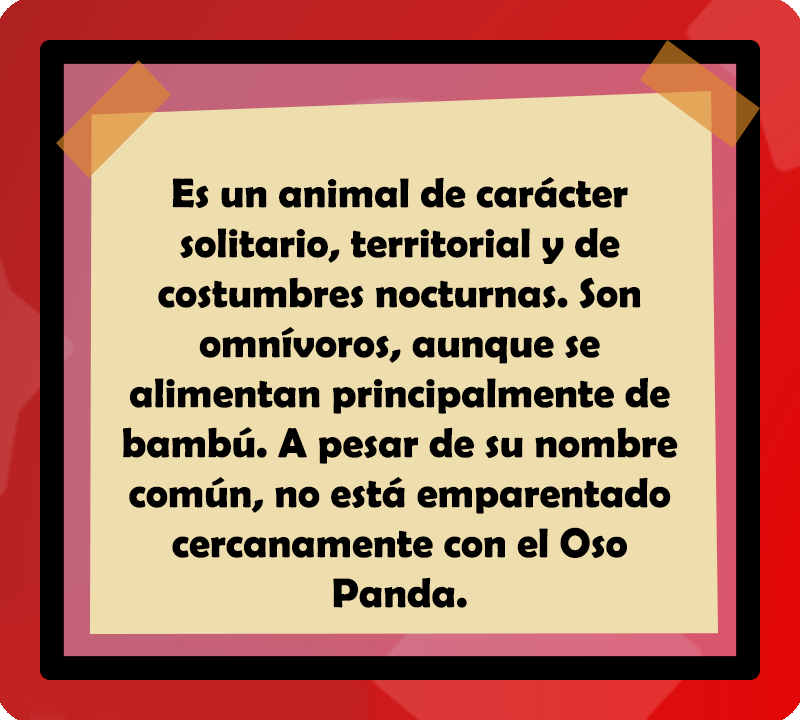 Es un animal de carácter
solitario, territorial y de
costumbres nocturnas. Son
omnívoros, aunque se
alimentan principalmente de
bambú. A pesar de su nombre
común, no está emparentado
cercanamente con el Oso
Panda.